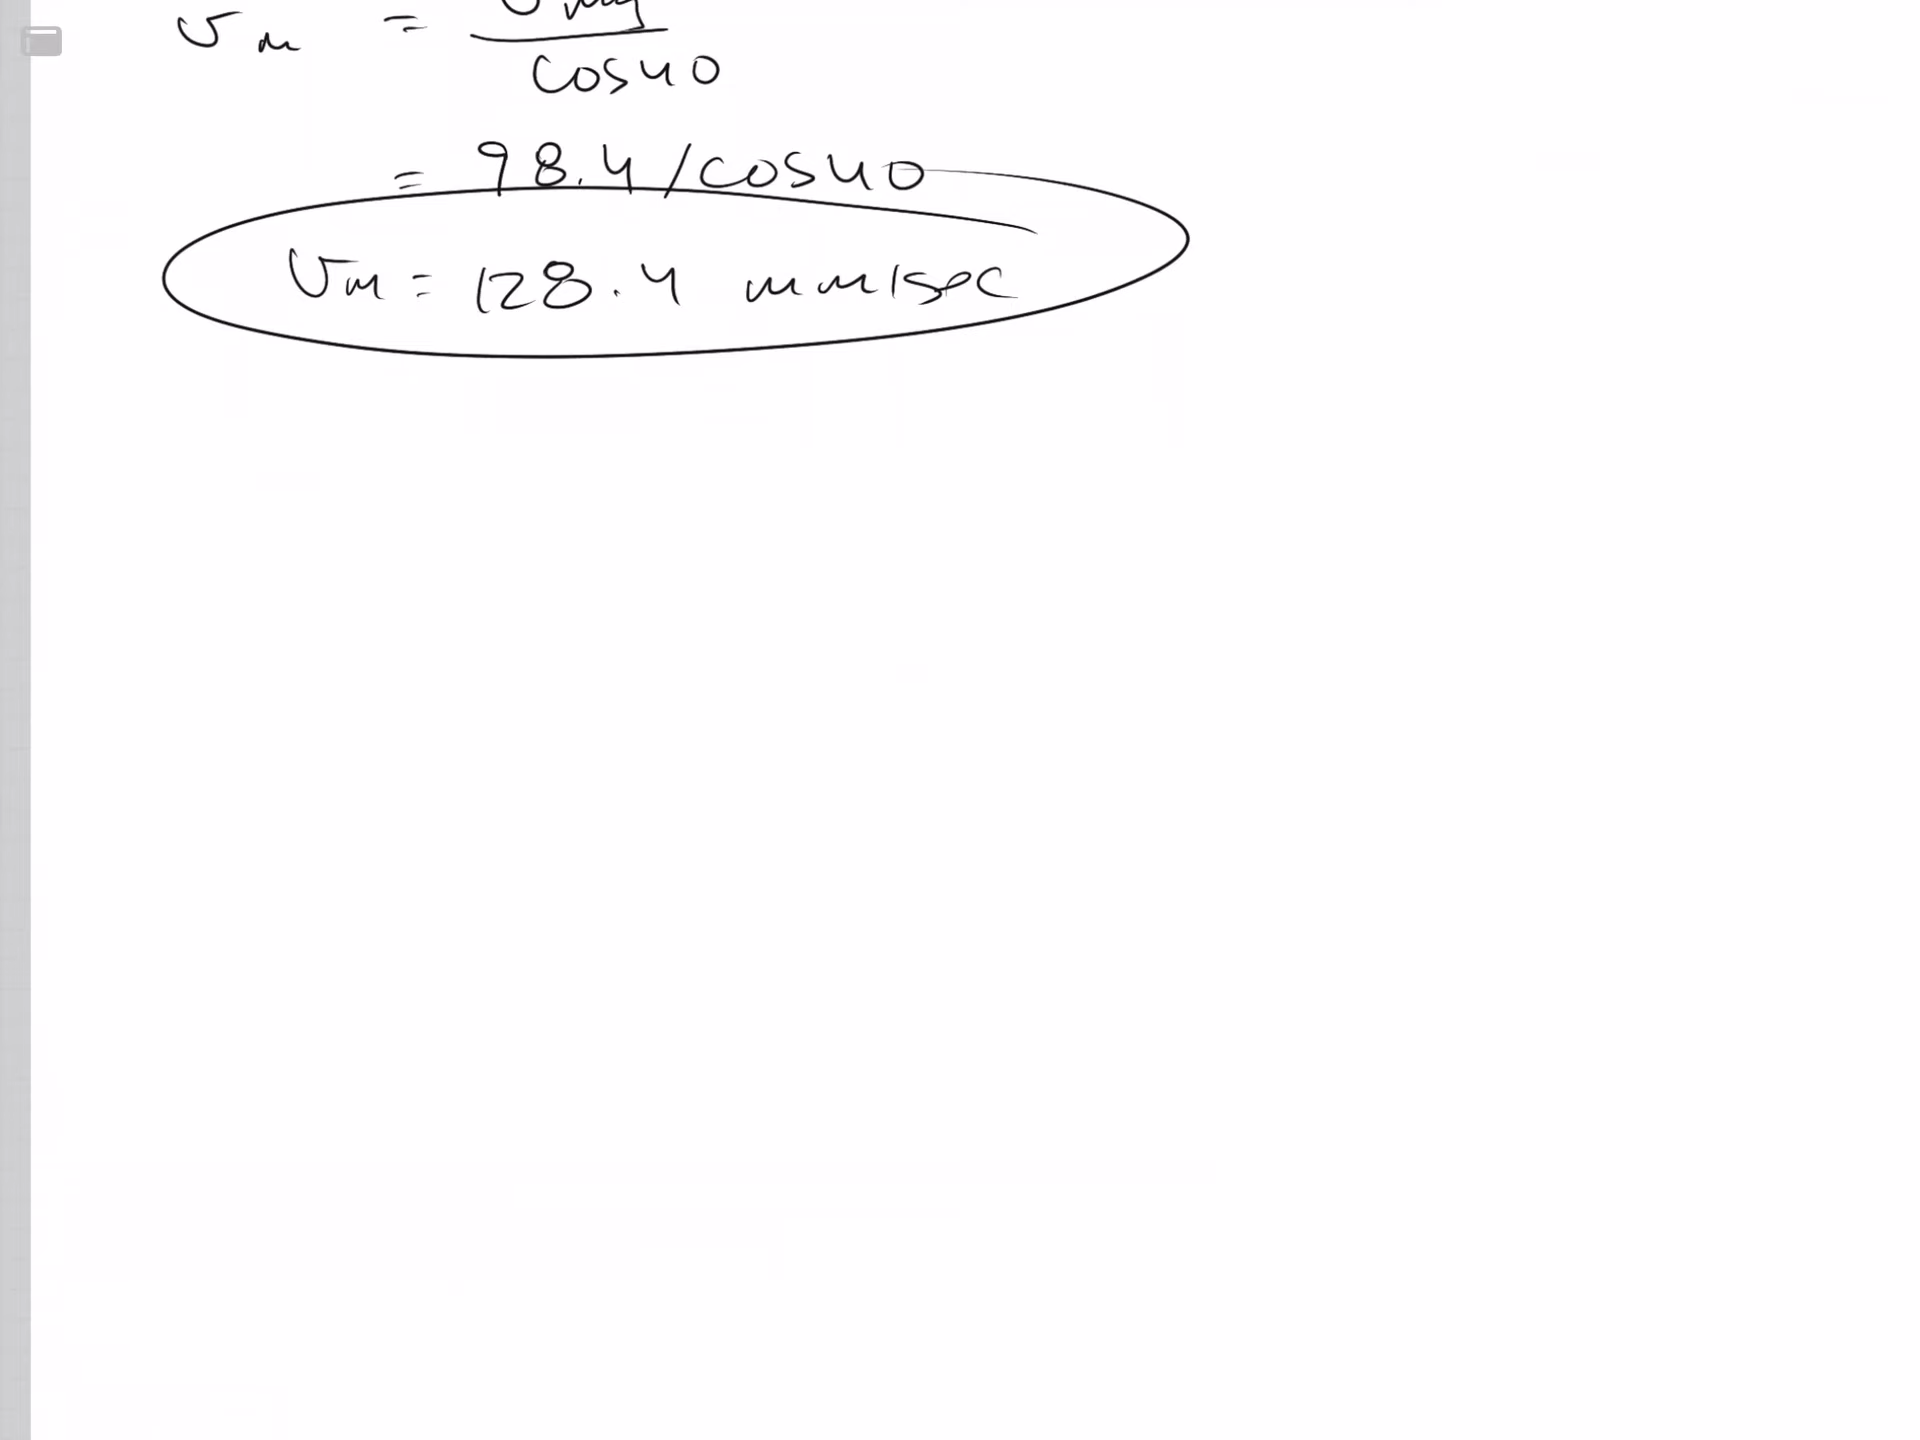 Vm =
cos40
= 98.4/cos40
Vm = 128.4 mm/sec